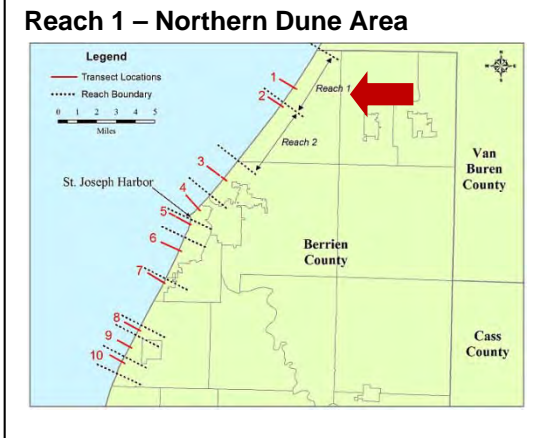 Reach 1 – Northern Dune Area
Legend
Transect Locations
Reach Boundary
0 1 2 3 4 5
Miles
1
Reach 1
2
Reach 2
3
St. Joseph Harbor
4
5
6
7
8
9
10
Van
Buren
County
Berrien
County
Cass
County